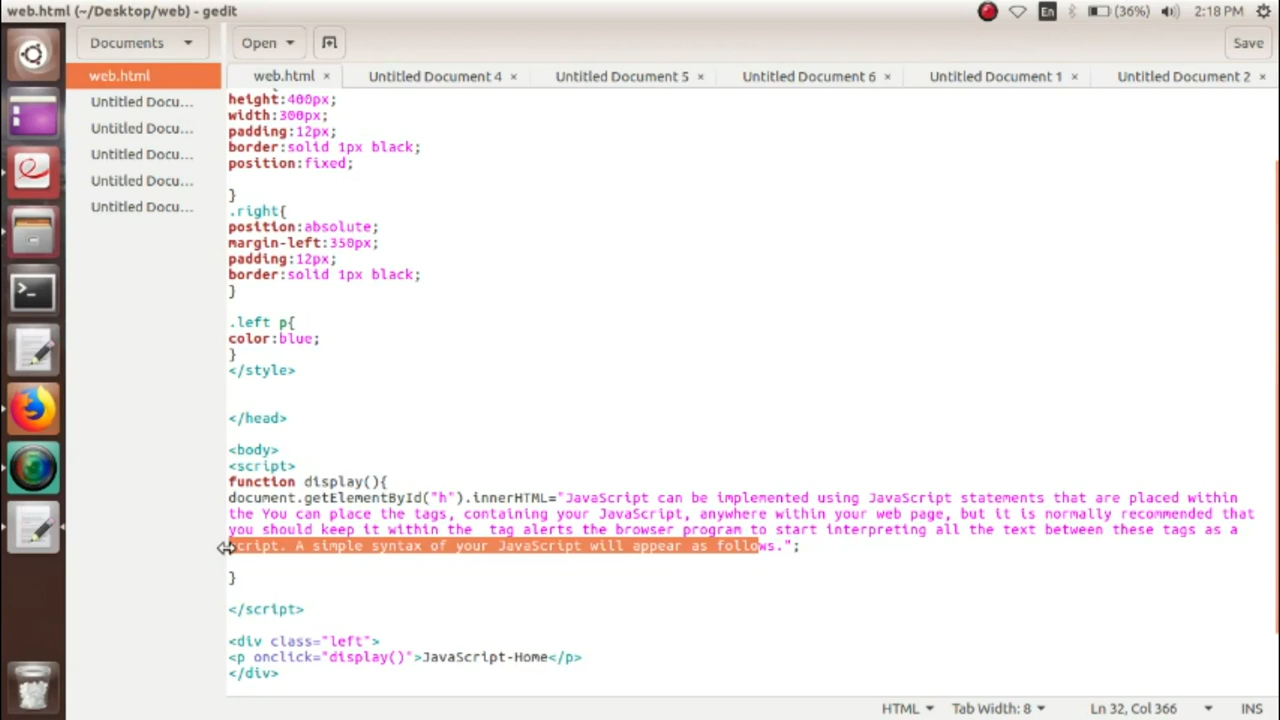 web.html (~/Desktop/web) - gedit
En
(36%)
2:18 PM
Documents
Open
Save
web.html
Untitled Docu...
Untitled Docu...
Untitled Docu...
Untitled Docu...
Untitled Docu...
web.html ×
Untitled Document 4 ×
Untitled Document 5 ×
Untitled Document 6 ×
Untitled Document 1 ×
Untitled Document 2 ×
height:400px;
width:300px;
padding:12px;
border:solid 1px black;
position:fixed;
}
.right{
position:absolute;
margin-left:350px;
padding:12px;
border:solid 1px black;
}
.left p{
color:blue;
}
</style>
</head>
<body>
<script>
function display(){
document.getElementById("h").innerHTML="JavaScript can be implemented using JavaScript statements that are placed within
the You can place the tags, containing your JavaScript, anywhere within your web page, but it is normally recommended that
you should keep it within the  tag alerts the browser program to start interpreting all the text between these tags as a
script. A simple syntax of your JavaScript will appear as follows.";
}
</script>
<div class="left">
<p onclick="display()">JavaScript-Home</p>
</div>
HTML
Tab Width: 8
Ln 32, Col 366
INS